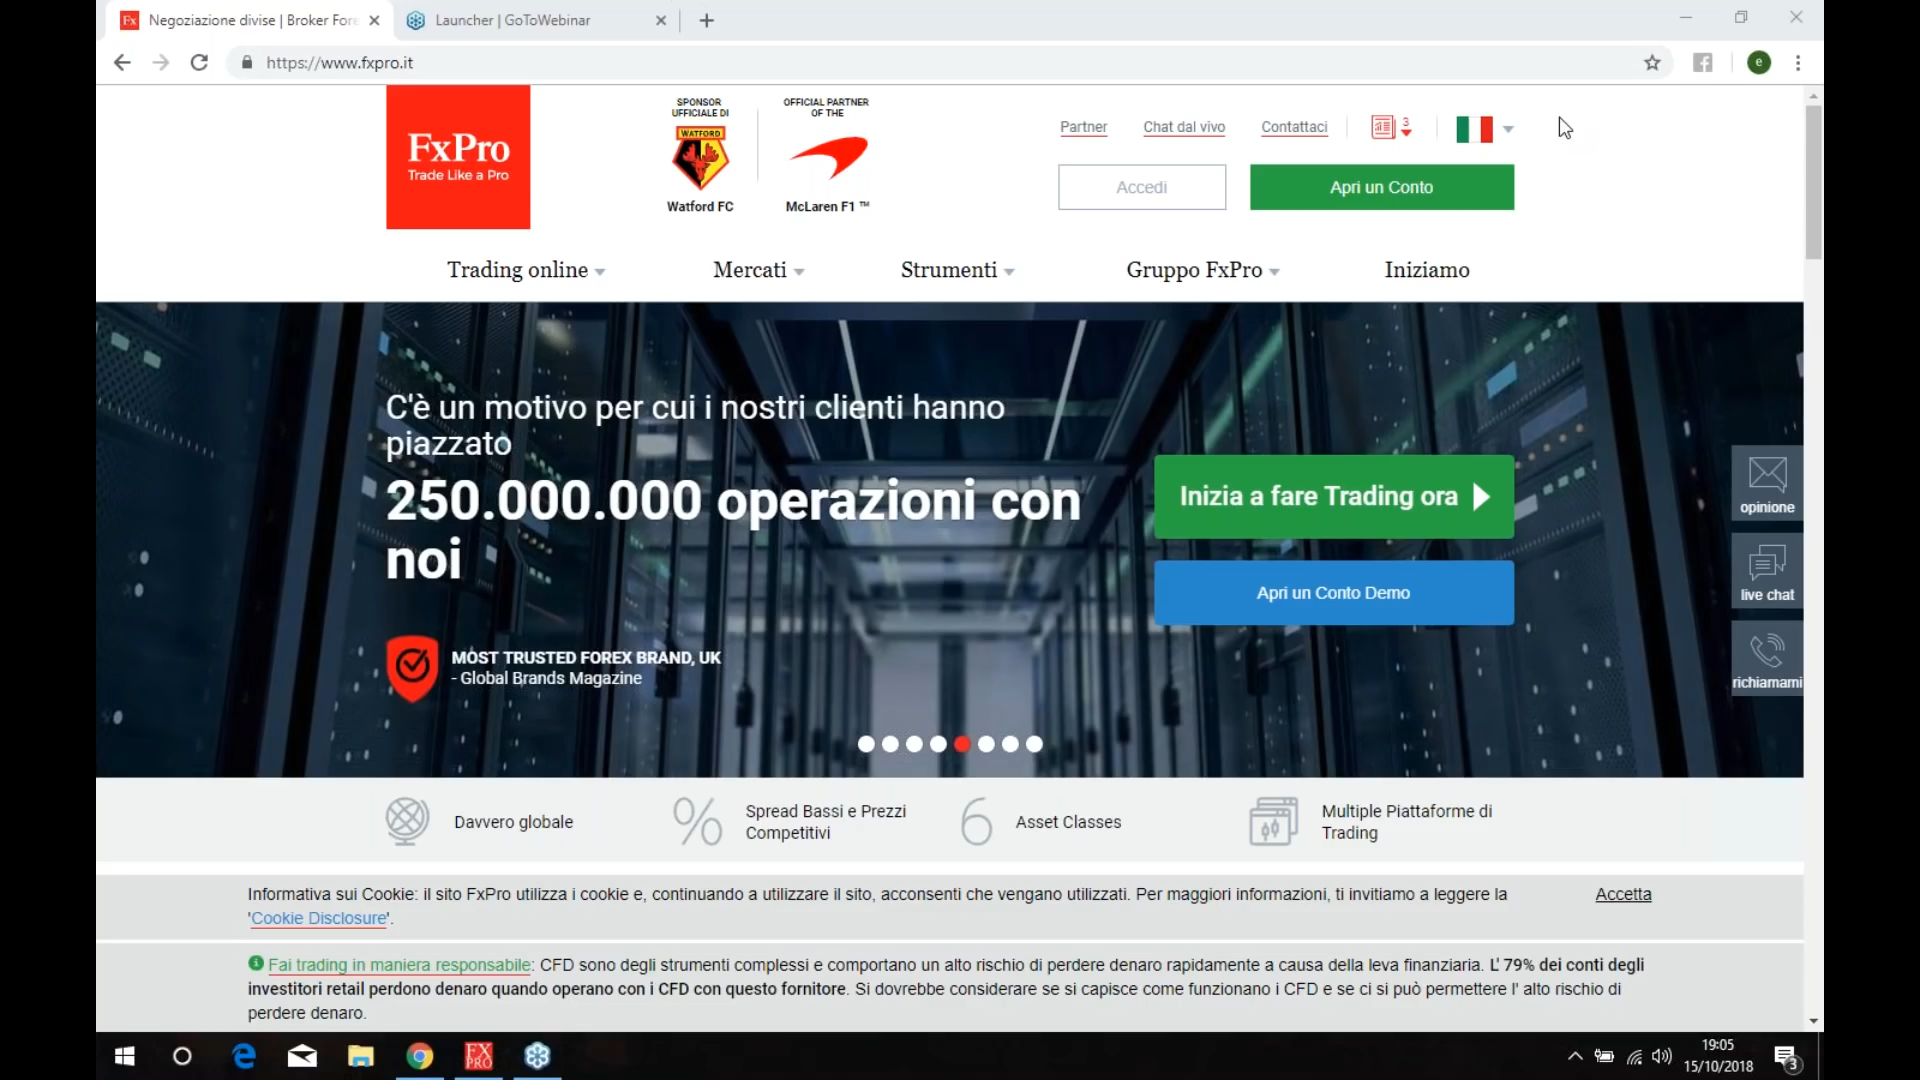 Negoziazione divise | Broker Fore
Launcher | GoToWebinar
https://www.fxpro.it
e
FxPro
Trade Like a Pro
SPONSOR
UFFICIALE DI
WATFORD
Watford FC
OFFICIAL PARTNER
OF THE
McLaren F1 ™
Partner
Chat dal vivo
Contattaci
3
Accedi
Apri un Conto
Trading online
Mercati
Strumenti
Gruppo FxPro
Iniziamo
C'è un motivo per cui i nostri clienti hanno
piazzato
250.000.000 operazioni con
noi
Inizia a fare Trading ora
Apri un Conto Demo
MOST TRUSTED FOREX BRAND, UK
- Global Brands Magazine
opinione
live chat
richiamami
Davvero globale
%
Spread Bassi e Prezzi
Competitivi
6
Asset Classes
Multiple Piattaforme di
Trading
Informativa sui Cookie: il sito FxPro utilizza i cookie e, continuando a utilizzare il sito, acconsenti che vengano utilizzati. Per maggiori informazioni, ti invitiamo a leggere la
'Cookie Disclosure'.
Accetta
Fai trading in maniera responsabile: CFD sono degli strumenti complessi e comportano un alto rischio di perdere denaro rapidamente a causa della leva finanziaria. L' 79% dei conti degli
investitori retail perdono denaro quando operano con i CFD con questo fornitore. Si dovrebbe considerare se si capisce come funzionano i CFD e se ci si può permettere l' alto rischio di
perdere denaro.
FX
PRO
19:05
15/10/2018
3